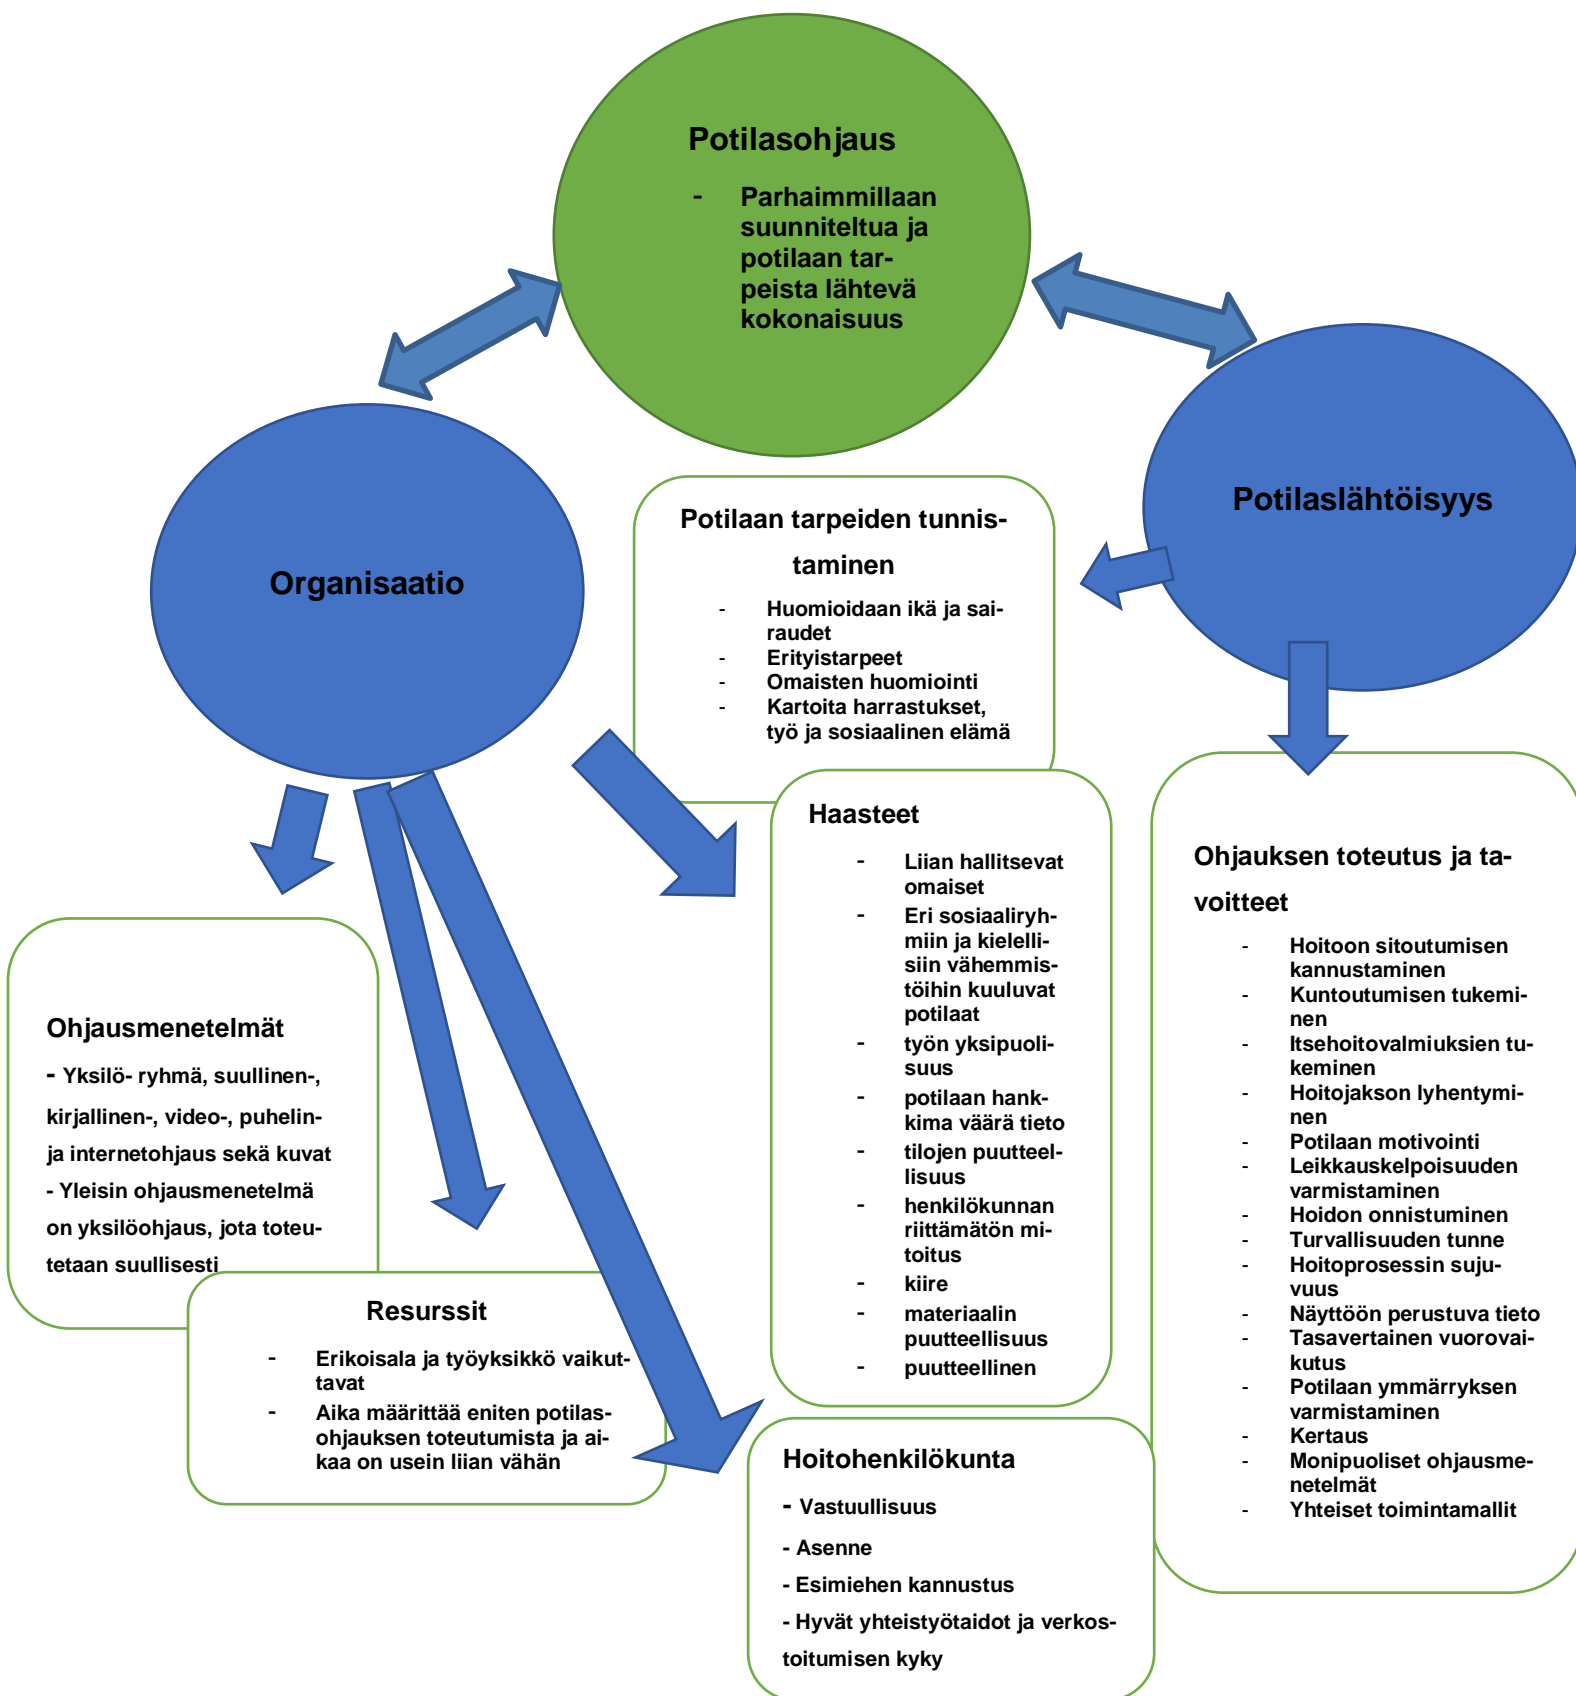 Potilasohjaus
- Parhaimmillaan
suunniteltua ja
potilaan tar-
peista lähtevä
kokonaisuus
Potilaslähtöisyys
Organisaatio
Potilaan tarpeiden tunnis-
taminen
- Huomioidaan ikä ja sai-
raudet
- Erityistarpeet
- Omaisten huomiointi
- Kartoita harrastukset,
työ ja sosiaalinen elämä
Haasteet
- Liian hallitsevat
omaiset
- Eri sosiaaliryh-
miin ja kielelli-
siin vähemmis-
töihin kuuluvat
potilaat
- työn yksipuoli-
suus
- potilaan hank-
kima väärä tieto
- tilojen puutteel-
lisuus
- henkilökunnan
riittämätön mi-
toitus
- kiire
- materiaalin
puutteellisuus
- puutteellinen
Ohjauksen toteutus ja ta-
voitteet
- Hoitoon sitoutumisen
kannustaminen
- Kuntoutumisen tukemi-
nen
- Itsehoitovalmiuksien tu-
keminen
- Hoitojakson lyhentymi-
nen
- Potilaan motivointi
- Leikkauskelpoisuuden
varmistaminen
- Hoidon onnistuminen
- Turvallisuuden tunne
- Hoitoprosessin suju-
vuus
- Näyttöön perustuva tieto
- Tasavertainen vuorovai-
kutus
- Potilaan ymmärryksen
varmistaminen
- Kertaus
- Monipuoliset ohjausme-
netelmät
- Yhteiset toimintamallit
Ohjausmenetelmät
- Yksilö- ryhmä, suullinen-,
kirjallinen-, video-, puhelin-
ja internetohjaus sekä kuvat
- Yleisin ohjausmenetelmä
on yksilöohjaus, jota toteu-
tetaan suullisesti
Resurssit
- Erikoisala ja työyksikkö vaikut-
tavat
- Aika määrittää eniten potilas-
ohjauksen toteutumista ja ai-
kaa on usein liian vähän
Hoitohenkilökunta
- Vastuullisuus
- Asenne
- Esimiehen kannustus
- Hyvät yhteistyötaidot ja verkos-
toitumisen kyky